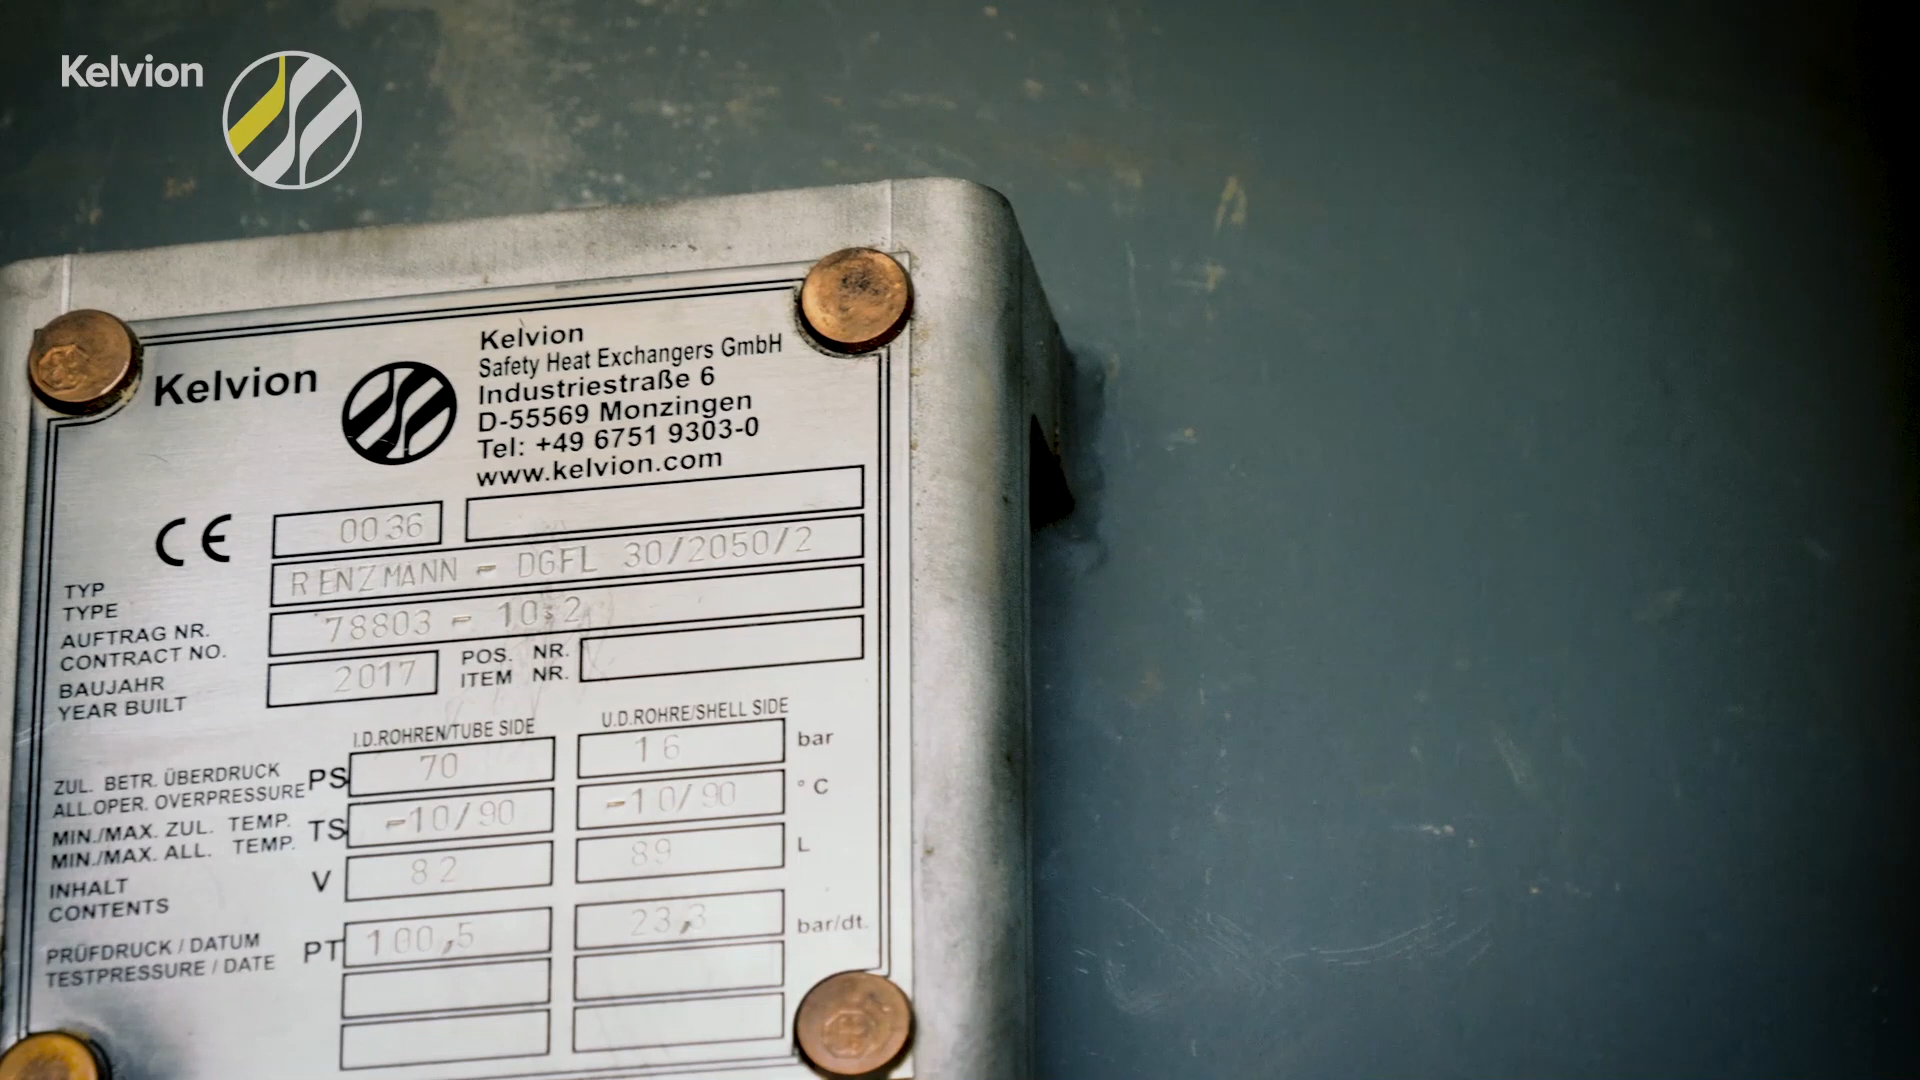 Kelvion
Kelvion
Kelvion
Safety Heat Exchangers GmbH
Industriestraße 6
D-55569 Monzingen
Tel: +49 6751 9303-0
www.kelvion.com
CE 0036
TYP
TYPE
RENZMANN - DGFL 30/2050/2
AUFTRAG NR.
CONTRACT NO.
78803 - 10.2
BAUJAHR
YEAR BUILT
2017
POS. NR.
ITEM NR.
I.D.ROHREN/TUBE SIDE
U.D.ROHRE/SHELL SIDE
ZUL. BETR. ÜBERDRUCK
ALL.OPER. OVERPRESSURE
PS 70 16 bar
MIN./MAX. ZUL. TEMP.
MIN./MAX. ALL. TEMP.
TS -10/90 -10/90 °C
INHALT
CONTENTS
V 82 89 L
PRÜFDRUCK / DATUM
TESTPRESSURE / DATE
PT 100,5 23,3 bar/dt.